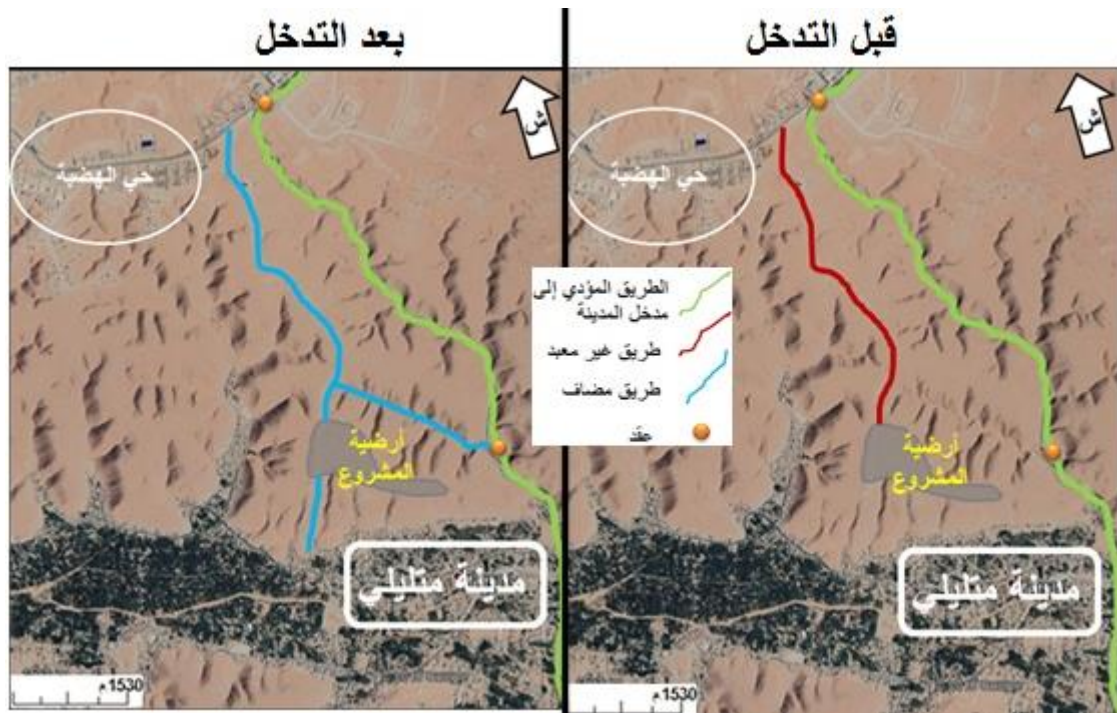 قبل التدخل
بعد التدخل
ش
حي الهضبة
أرضية
المشروع
مدينة متليلي
1530م
الطريق المؤدي إلى
مدخل المدينة
طريق غير معبد
طريق مضاف
عقد
ش
حي الهضبة
أرضية
المشروع
مدينة متليلي
1530م